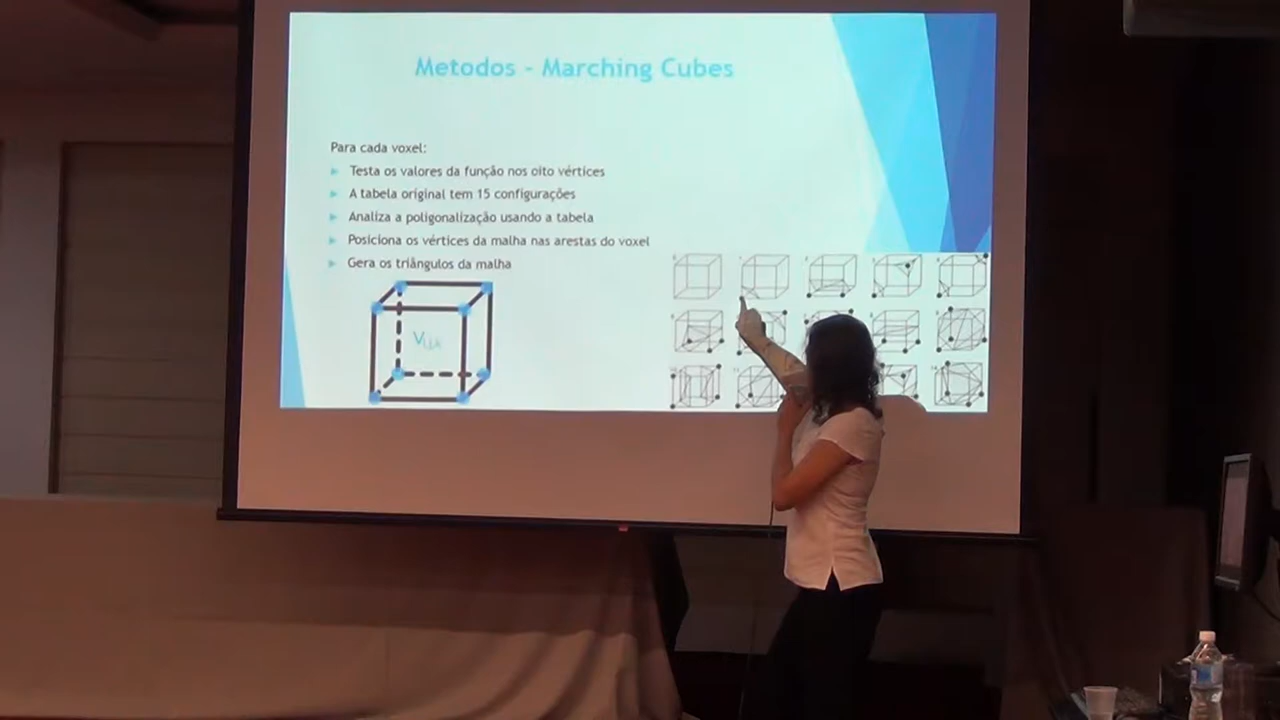 Metodos - Marching Cubes
Para cada voxel:
Testa os valores da função nos oito vértices
A tabela original tem 15 configurações
Analiza a poligonalização usando a tabela
Posiciona os vértices da malha nas arestas do voxel
Gera os triângulos da malha
V